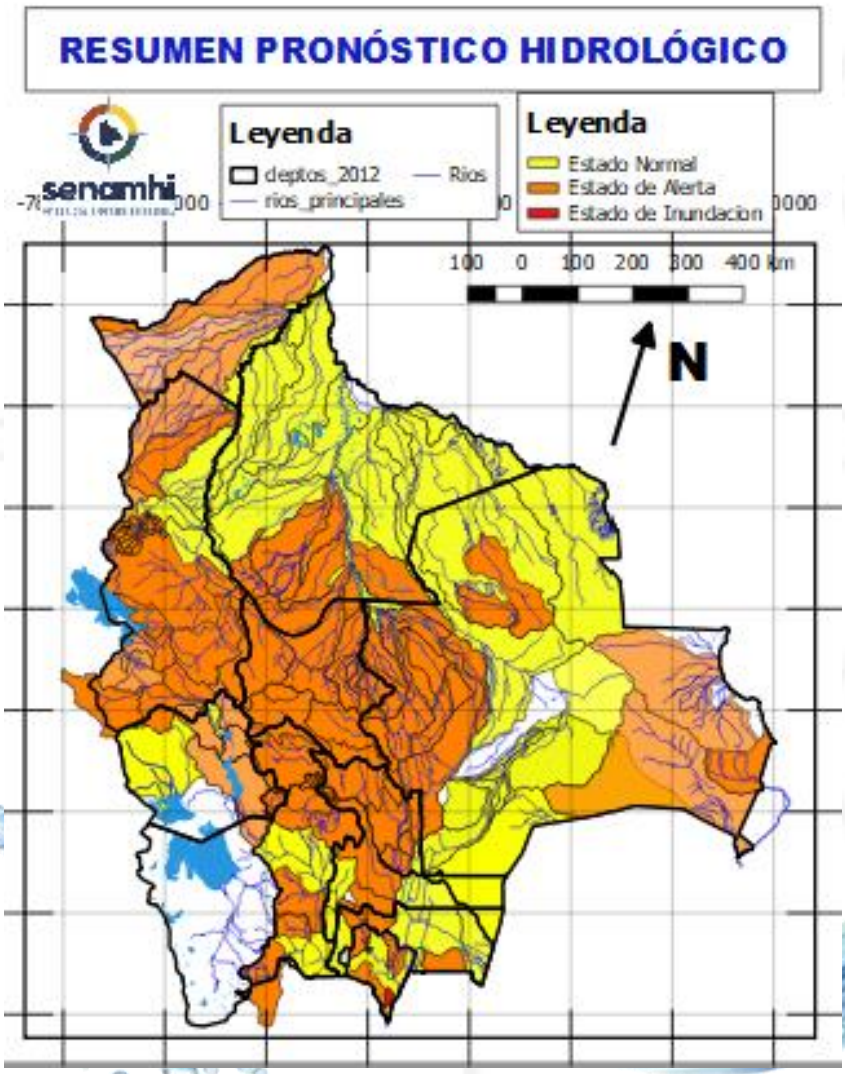 RESUMEN PRONÓSTICO HIDROLÓGICO
senamhi
Leyenda
deptos_2012
Rios
rios_principales
Leyenda
Estado Normal
Estado de Alerta
Estado de Inundacion
100 0 100 200 300 400 km
N